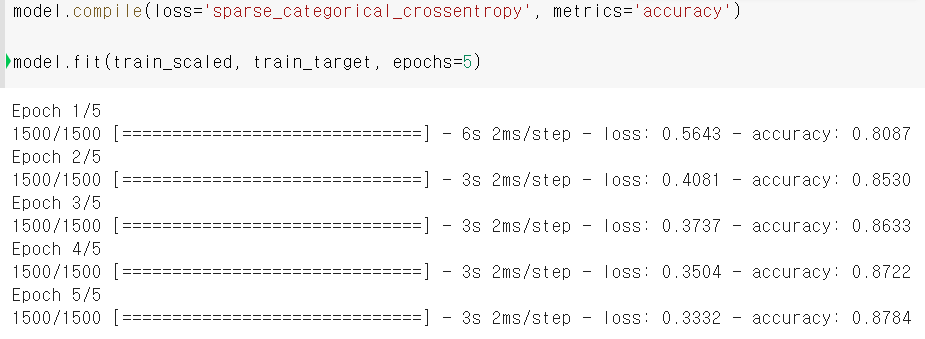 model.compile(loss='sparse_categorical_crossentropy', metrics='accuracy')
model.fit(train_scaled, train_target, epochs=5)
Epoch 1/5
1500/1500 [==============================] - 6s 2ms/step - loss: 0.5643 - accuracy: 0.8087
Epoch 2/5
1500/1500 [==============================] - 3s 2ms/step - loss: 0.4081 - accuracy: 0.8530
Epoch 3/5
1500/1500 [==============================] - 3s 2ms/step - loss: 0.3737 - accuracy: 0.8633
Epoch 4/5
1500/1500 [==============================] - 3s 2ms/step - loss: 0.3504 - accuracy: 0.8722
Epoch 5/5
1500/1500 [==============================] - 3s 2ms/step - loss: 0.3332 - accuracy: 0.8784